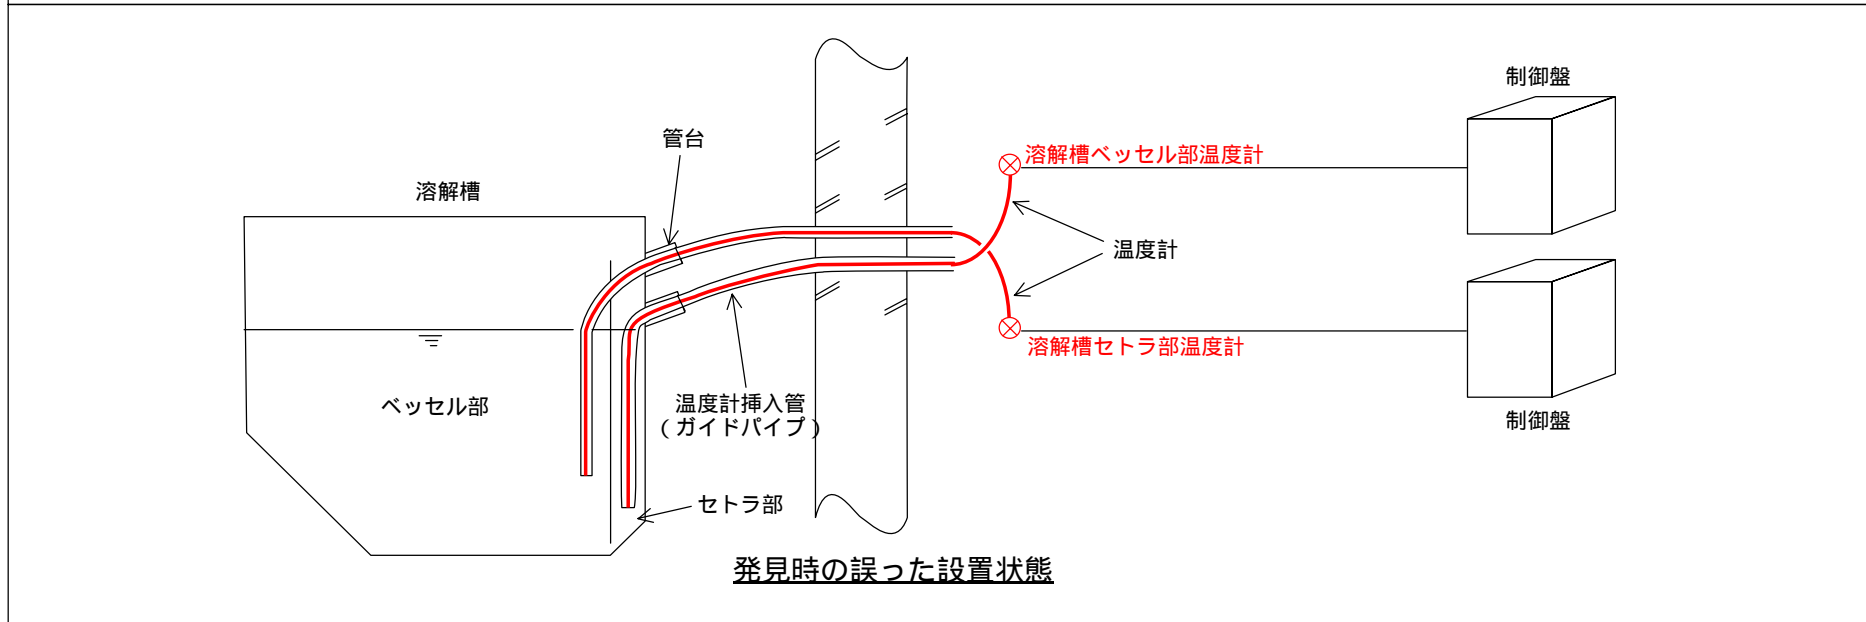 制御盤
管台
溶解槽ベッセル部温度計
溶解槽
温度計
溶解槽セトラ部温度計
ベッセル部
温度計挿入管
(ガイドパイプ)
制御盤
セトラ部
発見時の誤った設置状態